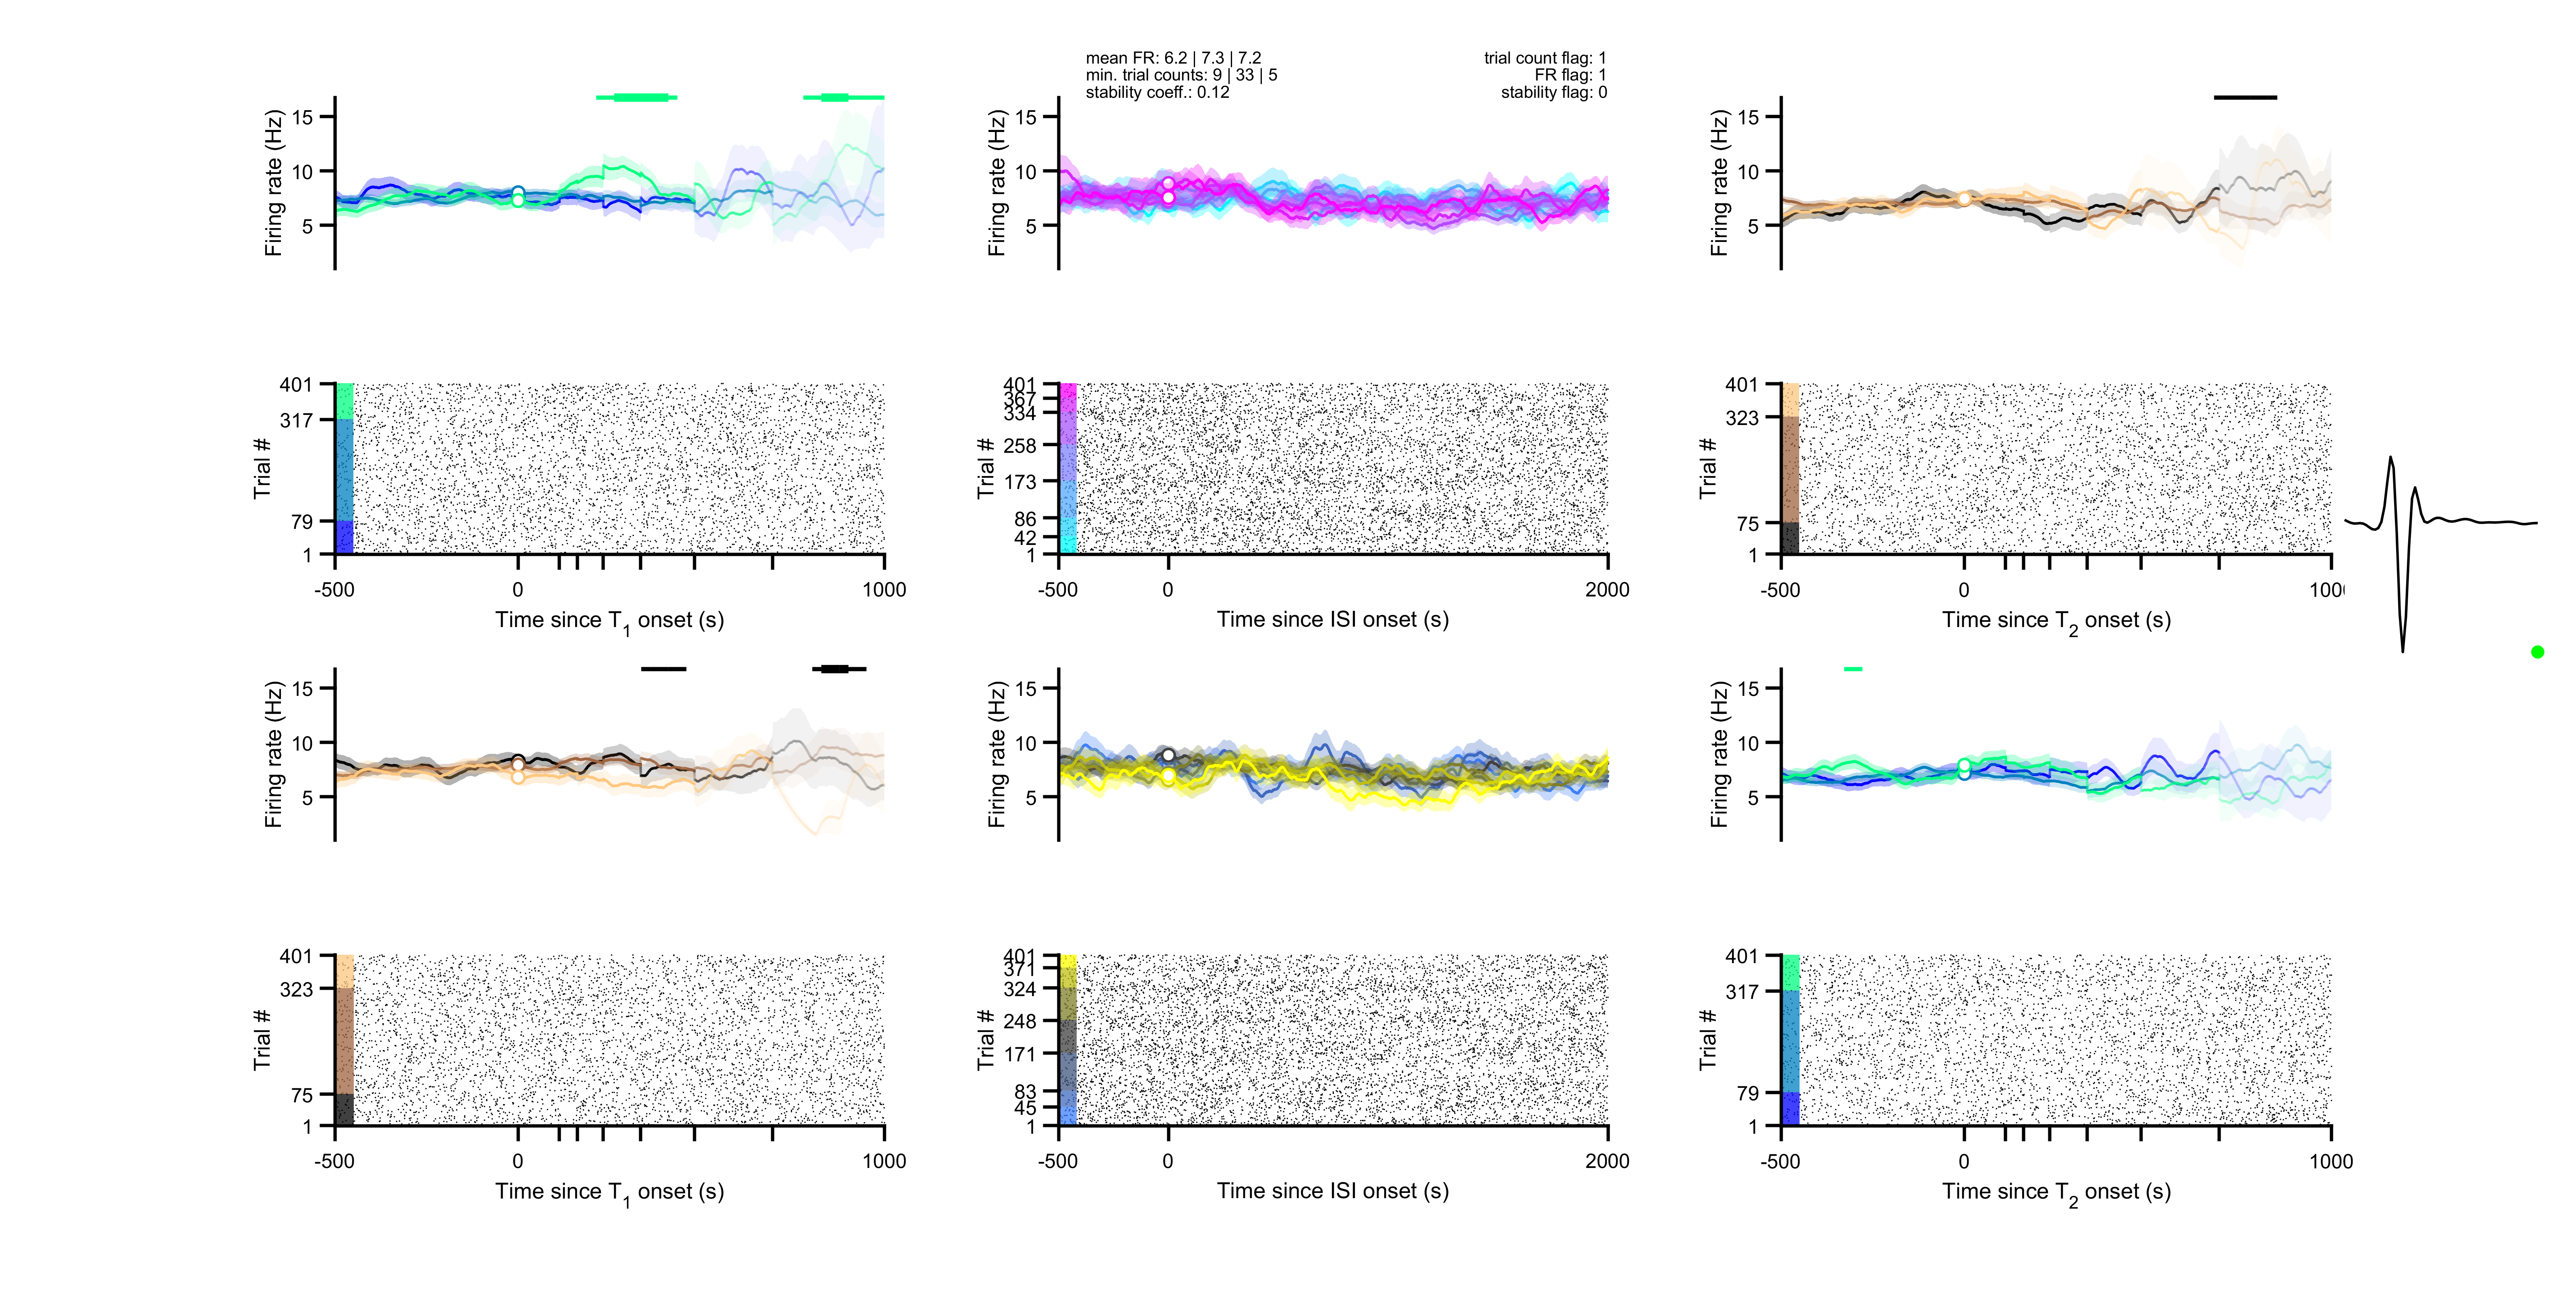 mean FR: 6.2 | 7.3 | 7.2
min. trial counts: 9 | 33 | 5
stability coeff.: 0.12
trial count flag: 1
FR flag: 1
stability flag: 0
Firing rate (Hz)
15
10
5
Firing rate (Hz)
15
10
5
Firing rate (Hz)
15
10
5
Trial #
401
317
79
1
-500
0
1000
Time since T1 onset (s)
Trial #
401
367
334
258
173
86
42
1
-500
0
2000
Time since ISI onset (s)
Trial #
401
323
75
1
-500
0
1000
Time since T2 onset (s)
Firing rate (Hz)
15
10
5
Firing rate (Hz)
15
10
5
Firing rate (Hz)
15
10
5
Trial #
401
323
75
1
-500
0
1000
Time since T1 onset (s)
Trial #
401
371
324
248
171
83
45
1
-500
0
2000
Time since ISI onset (s)
Trial #
401
317
79
1
-500
0
1000
Time since T2 onset (s)